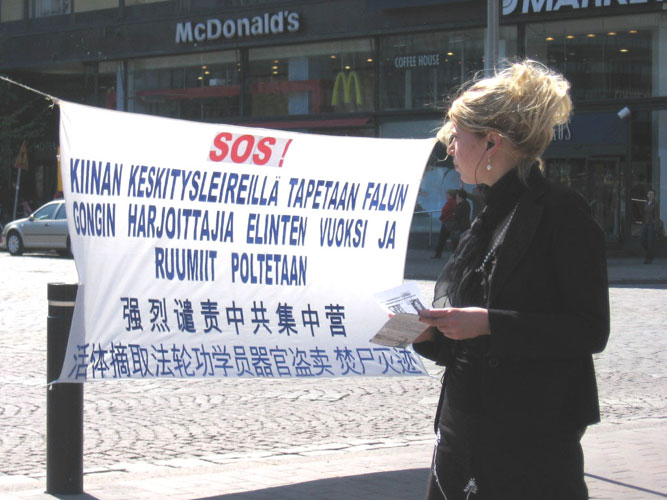 McDonald's
MARKET
COFFEE HOUSE
SOS!
KIINAN KESKITYSLEIREILLÄ TAPETAAN FALUN
GONGIN HARJOITTAJIA ELINTEN VUOKSI JA
RUUMIIT POLTETAAN
强烈谴责中共集中营
活体摘取法轮功学员器官盗卖 焚尸灭迹